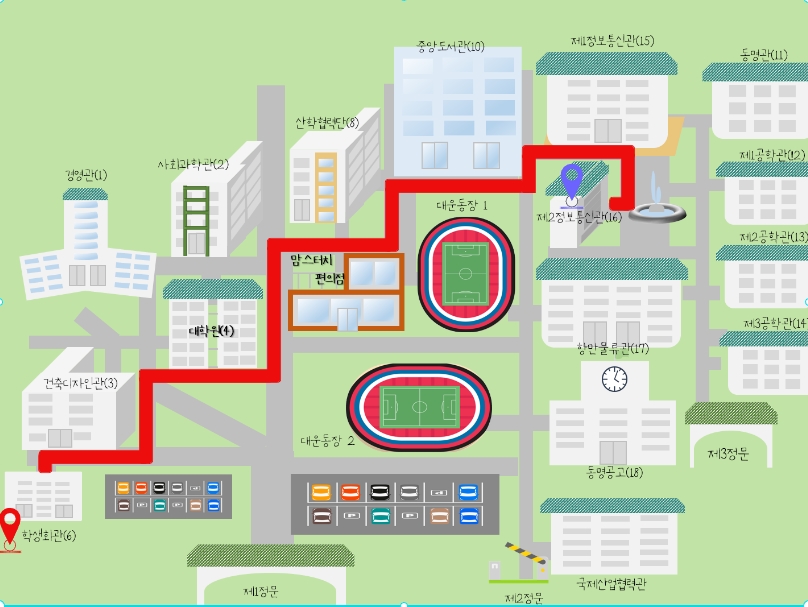 중앙도서관(10)
제1정보통신관(15)
동명관(11)
산학협력단(8)
사회과학관(2)
경영관(1)
제1공학관(12)
대운동장 1
제2정보통신관(16)
제2공학관(13)
맘스터치
편의점
대학원(4)
제3공학관(14
항만물류관(17)
건축디자인관(3)
대운동장 2
제3정문
동명공고(18)
학생회관(6)
제1정문
제2정문
국제산업협력관